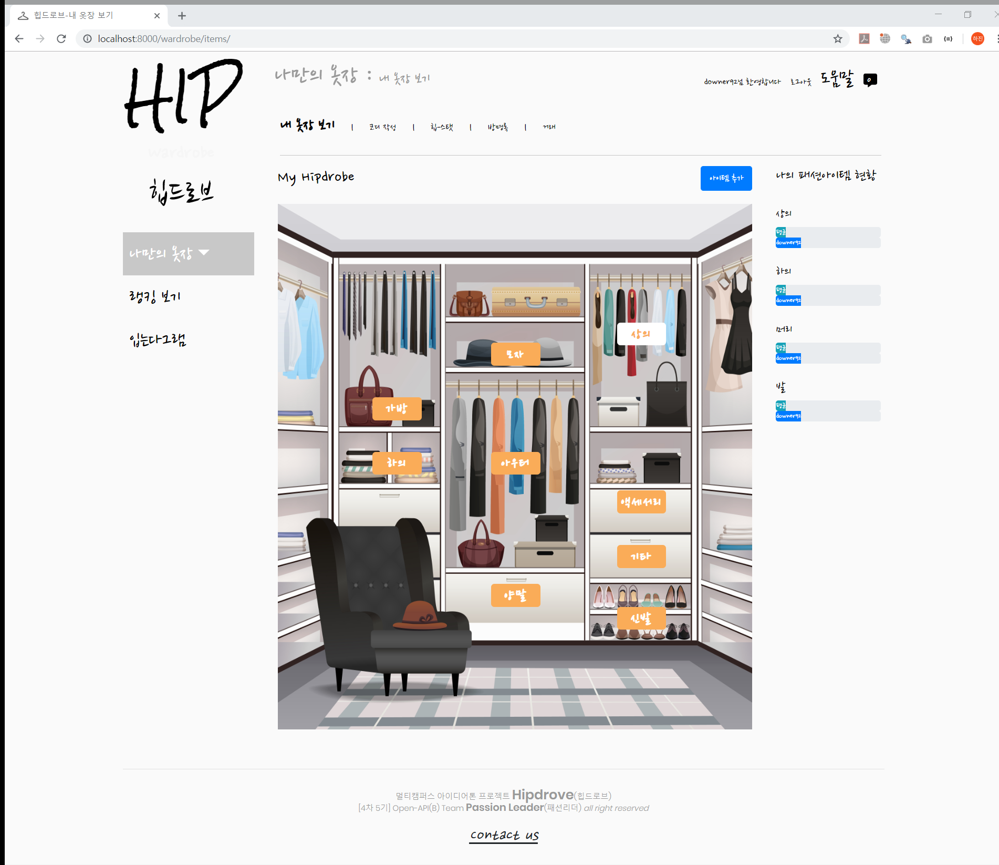 힙드로브-내 옷장 보기
localhost:8000/wardrobe/items/
하진
HIP
wardrobe
힙드로브
나만의 옷장 : 내 옷장 보기
downer92님 환영합니다 로그아웃 도움말 0
내 옷장 보기 | 코디 작성 | 힙-스탯 | 방명록 | 거래
나만의 옷장
랭킹 보기
입는다그램
My Hipdrobe
아이템 추가
상의
모자
가방
하의
아우터
액세서리
기타
양말
신발
나의 패션아이템 현황
상의
평균
downer92
하의
평균
downer92
머리
평균
downer92
발
평균
downer92
멀티캠퍼스 아이디어톤 프로젝트 Hipdrove(힙드로브)
[4차 5기] Open-API(B) Team Passion Leader(패션리더) all right reserved
contact us